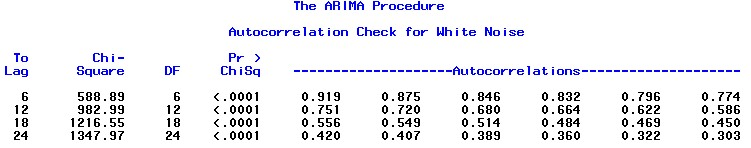 The ARIMA Procedure
Autocorrelation Check for White Noise
To Chi- Pr >
Lag Square DF ChiSq --------------------Autocorrelations--------------------
6 588.89 6 <.0001 0.919 0.875 0.846 0.832 0.796 0.774
12 982.99 12 <.0001 0.751 0.720 0.680 0.664 0.622 0.586
18 1216.55 18 <.0001 0.556 0.549 0.514 0.484 0.469 0.450
24 1347.97 24 <.0001 0.420 0.407 0.389 0.360 0.322 0.303